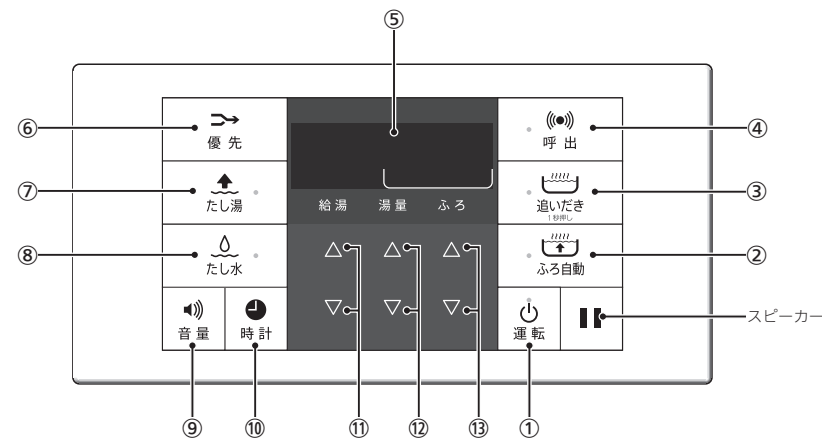 ⑤
⑥
優先
呼出
④
⑦
たし湯
給湯 湯量 ふろ
追いだき
1秒押し
③
⑧
たし水
ふろ自動
②
音量
時計
運転
スピーカー
⑨ ⑩ ⑪ ⑫ ⑬ ①